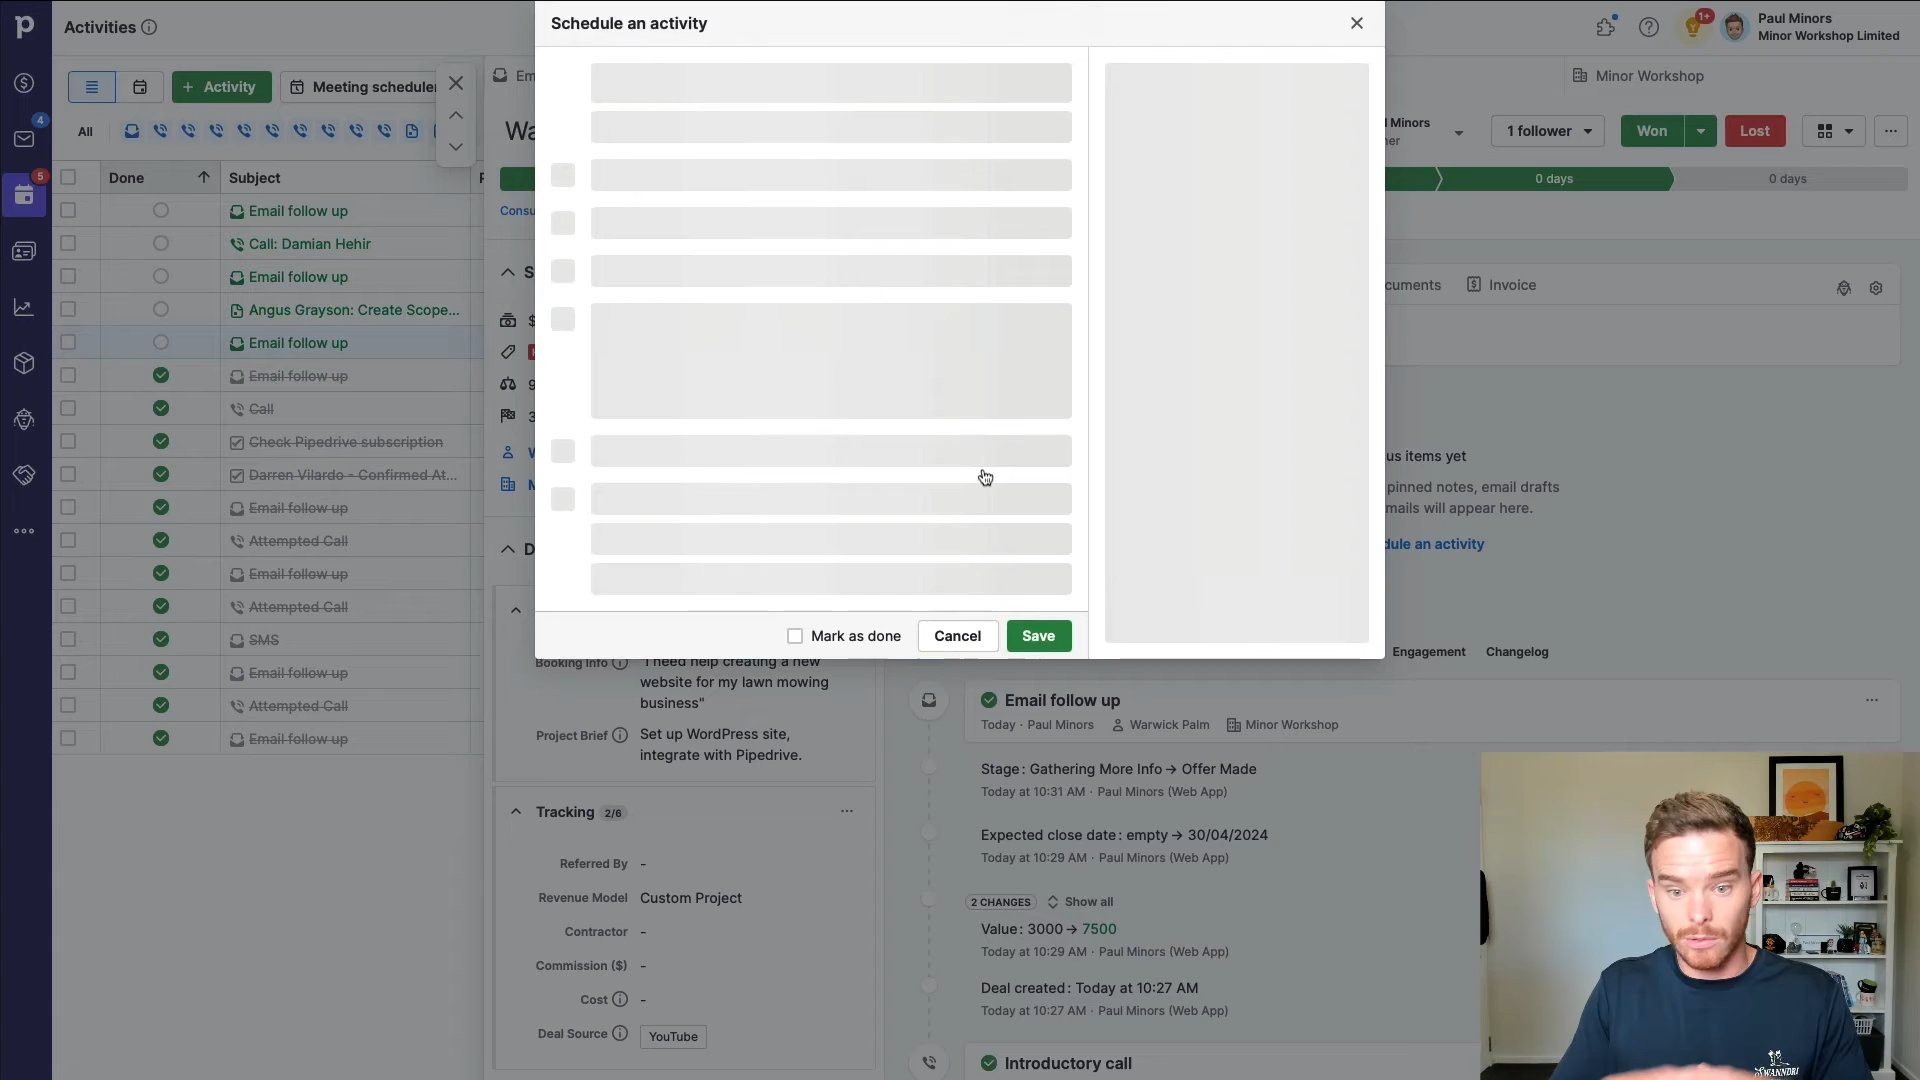 Activities
Schedule an activity
1+
Paul Minors
Minor Workshop Limited
+ Activity
Meeting scheduler
Minor Workshop
4
All
Minors
1 follower
Won
Lost
5
Done
Subject
0 days
0 days
Email follow up
Call: Damian Hehir
Email follow up
Angus Grayson: Create Scope...
Email follow up
Email follow up
Call
Check Pipedrive subscription
Darren Vilardo - Confirmed At...
Email follow up
Attempted Call
Email follow up
Attempted Call
SMS
Email follow up
Attempted Call
Email follow up
Invoice
us items yet
pinned notes, email drafts
mails will appear here.
dule an activity
Mark as done
Cancel
Save
Engagement
Changelog
Booking Info
"I need help creating a new
website for my lawn mowing
business"
Project Brief
Set up WordPress site,
integrate with Pipedrive.
Tracking 2/6
Referred By -
Revenue Model Custom Project
Contractor -
Commission ($) -
Cost -
Deal Source YouTube
Email follow up
Today · Paul Minors Warwick Palm Minor Workshop
Stage: Gathering More Info → Offer Made
Today at 10:31 AM · Paul Minors (Web App)
Expected close date: empty → 30/04/2024
Today at 10:29 AM · Paul Minors (Web App)
2 CHANGES Show all
Value: 3000 → 7500
Today at 10:29 AM · Paul Minors (Web App)
Deal created: Today at 10:27 AM
Today at 10:27 AM · Paul Minors (Web App)
Introductory call
SWANNDRI